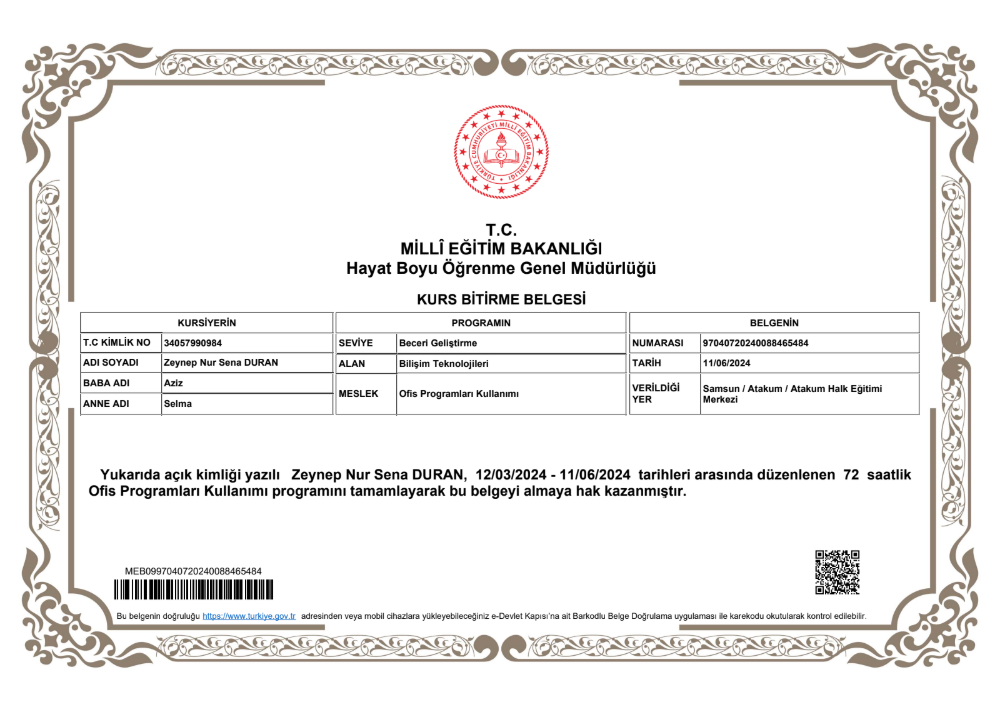 TÜRKİYE CUMHURİYETİ MİLLÎ EĞİTİM BAKANLIĞI
T.C.
MİLLÎ EĞİTİM BAKANLIĞI
Hayat Boyu Öğrenme Genel Müdürlüğü
KURS BİTİRME BELGESİ
KURSİYERİN
T.C KİMLİK NO 34057990984
ADI SOYADI Zeynep Nur Sena DURAN
BABA ADI Aziz
ANNE ADI Selma
PROGRAMIN
SEVİYE Beceri Geliştirme
ALAN Bilişim Teknolojileri
MESLEK Ofis Programları Kullanımı
BELGENİN
NUMARASI 97040720240088465484
TARİH 11/06/2024
VERİLDİĞİ YER Samsun / Atakum / Atakum Halk Eğitimi
Merkezi
Yukarıda açık kimliği yazılı Zeynep Nur Sena DURAN, 12/03/2024 - 11/06/2024 tarihleri arasında düzenlenen 72 saatlik
Ofis Programları Kullanımı programını tamamlayarak bu belgeyi almaya hak kazanmıştır.
MEB0997040720240088465484
Bu belgenin doğruluğu https://www.turkiye.gov.tr adresinden veya mobil cihazlara yükleyebileceğiniz e-Devlet Kapısı'na ait Barkodlu Belge Doğrulama uygulaması ile karekodu okutularak kontrol edilebilir.